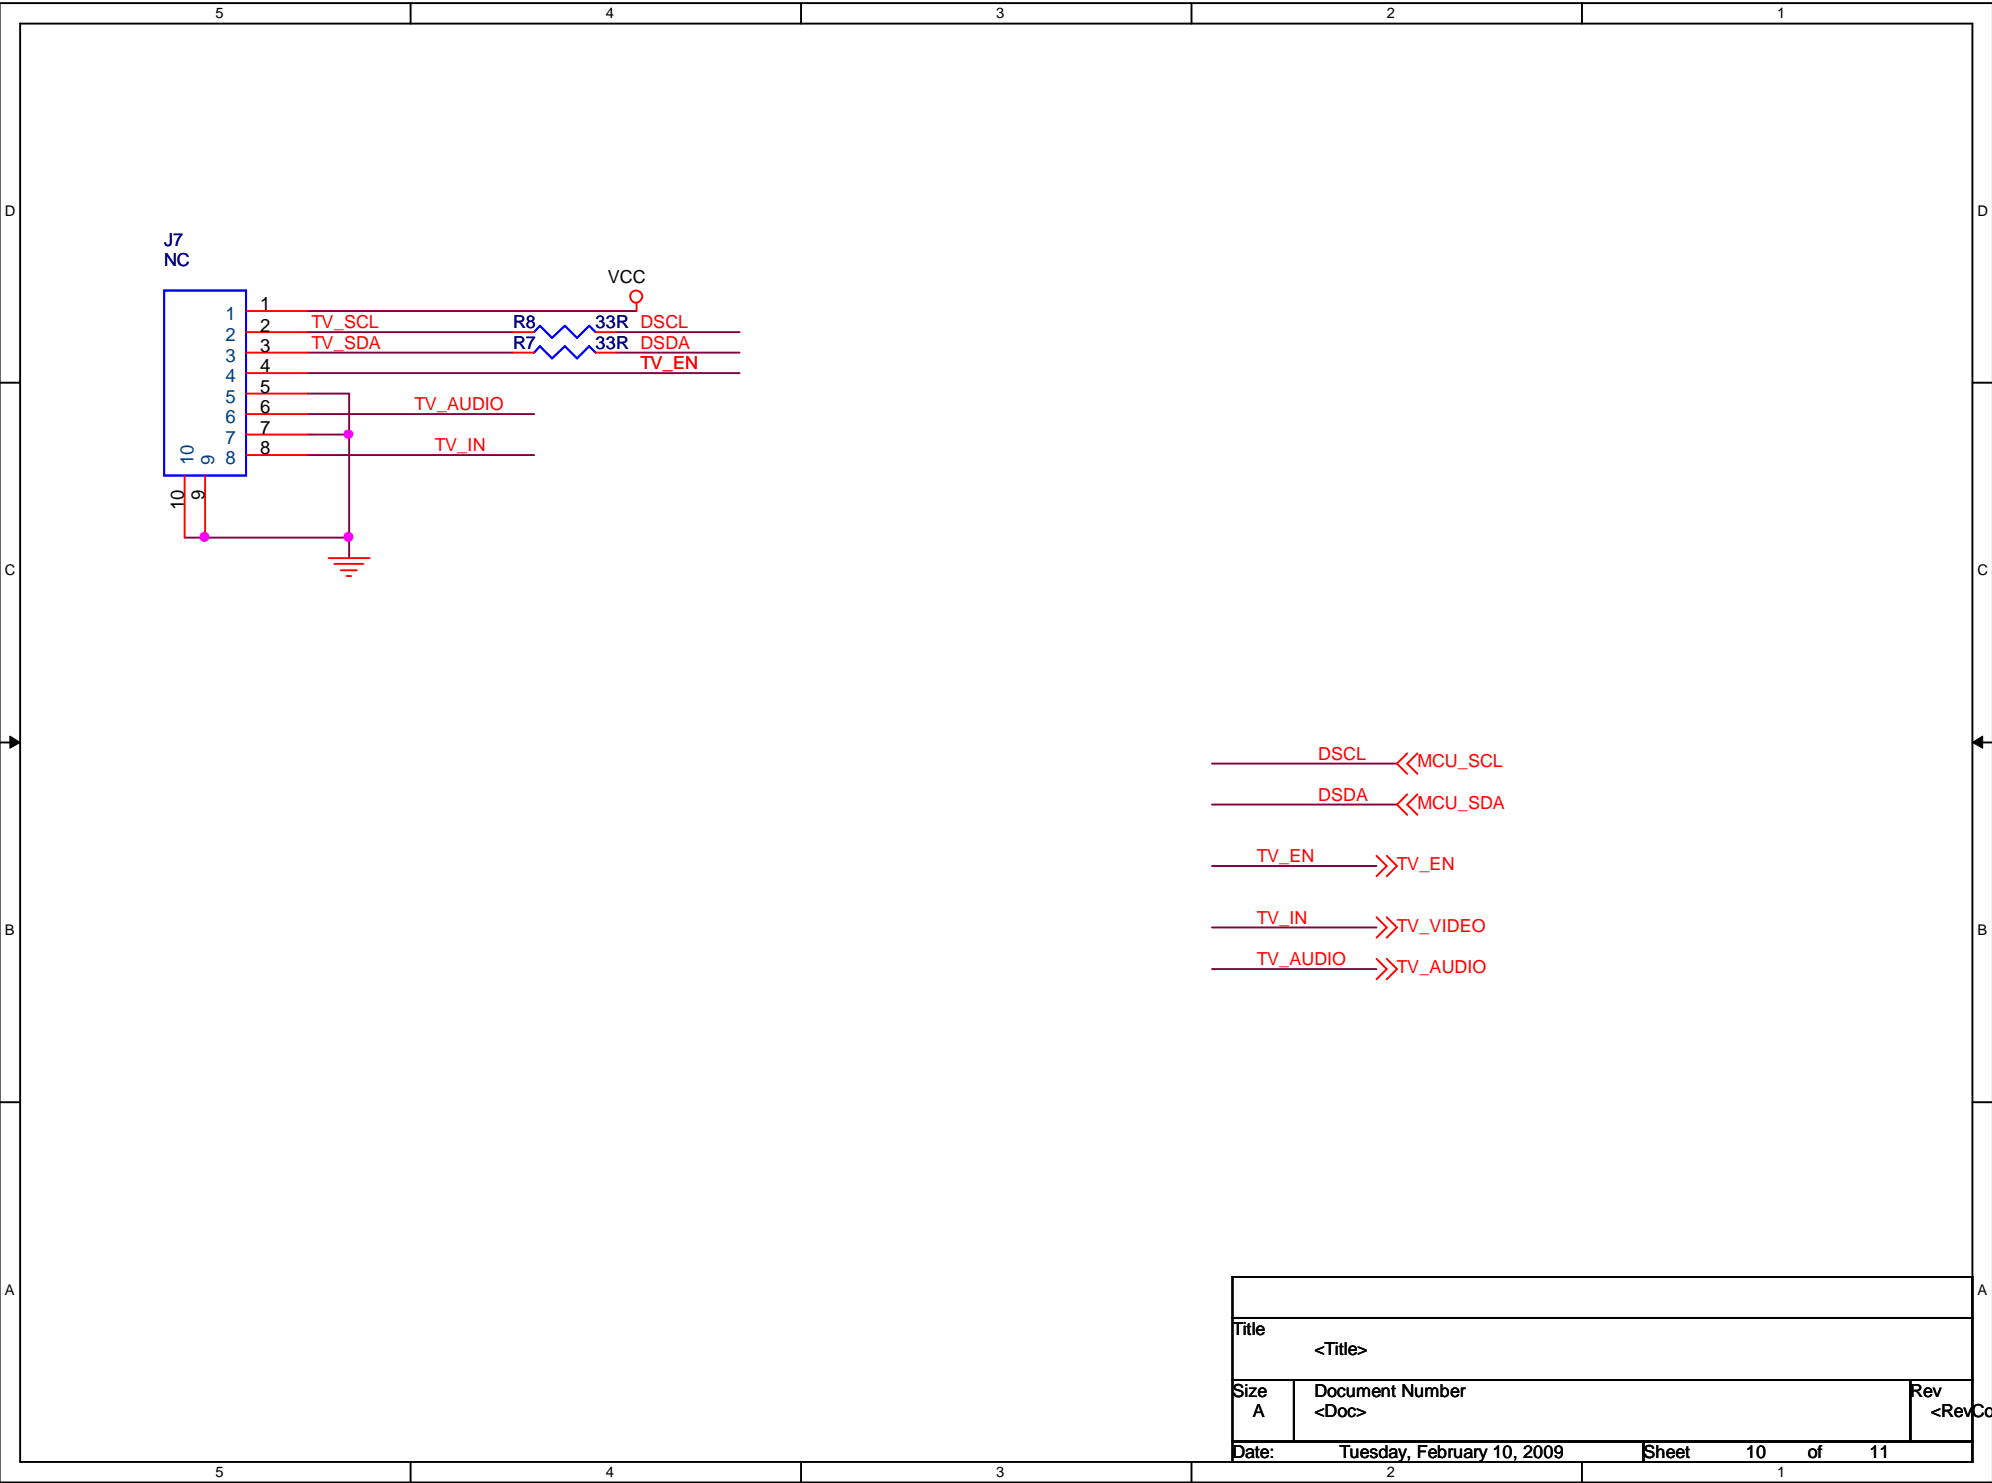 5 4 3 2 1
D D
J7
NC
VCC
1 1
2 2 TV_SCL R8 33R DSCL
3 3 TV_SDA R7 33R DSDA
4 4 TV_EN
5 5
6 6 TV_AUDIO
7 7
8 8 TV_IN
10 9
10 9
C C
DSCL MCU_SCL
DSDA MCU_SDA
TV_EN TV_EN
B B
TV_IN TV_VIDEO
TV_AUDIO TV_AUDIO
A A
Title
<Title>
Size Document Number Rev
A <Doc> <RevCo
Date: Tuesday, February 10, 2009 Sheet 10 of 11
5 4 3 2 1